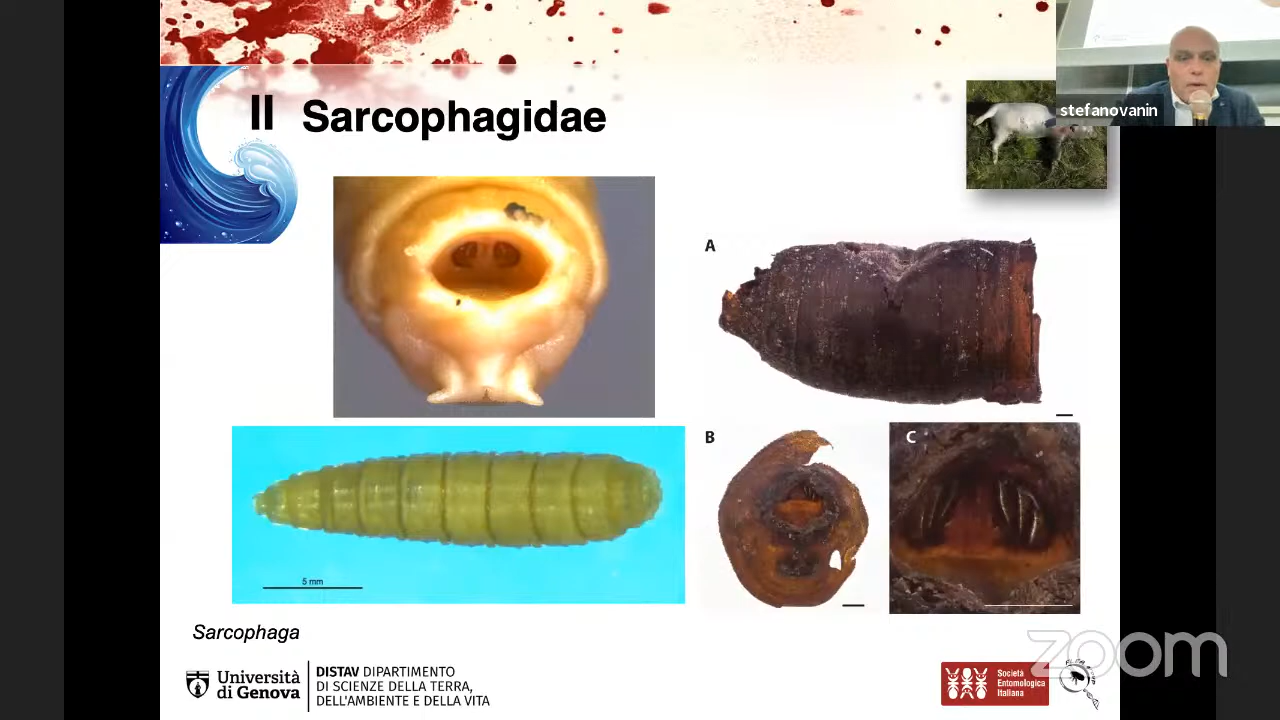 stefanovanin
II Sarcophagidae
A
B
C
5 mm
Sarcophaga
Università
di Genova
DISTAV DIPARTIMENTO
DI SCIENZE DELLA TERRA,
DELL'AMBIENTE E DELLA VITA
Società
Entomologica
Italiana
zoom